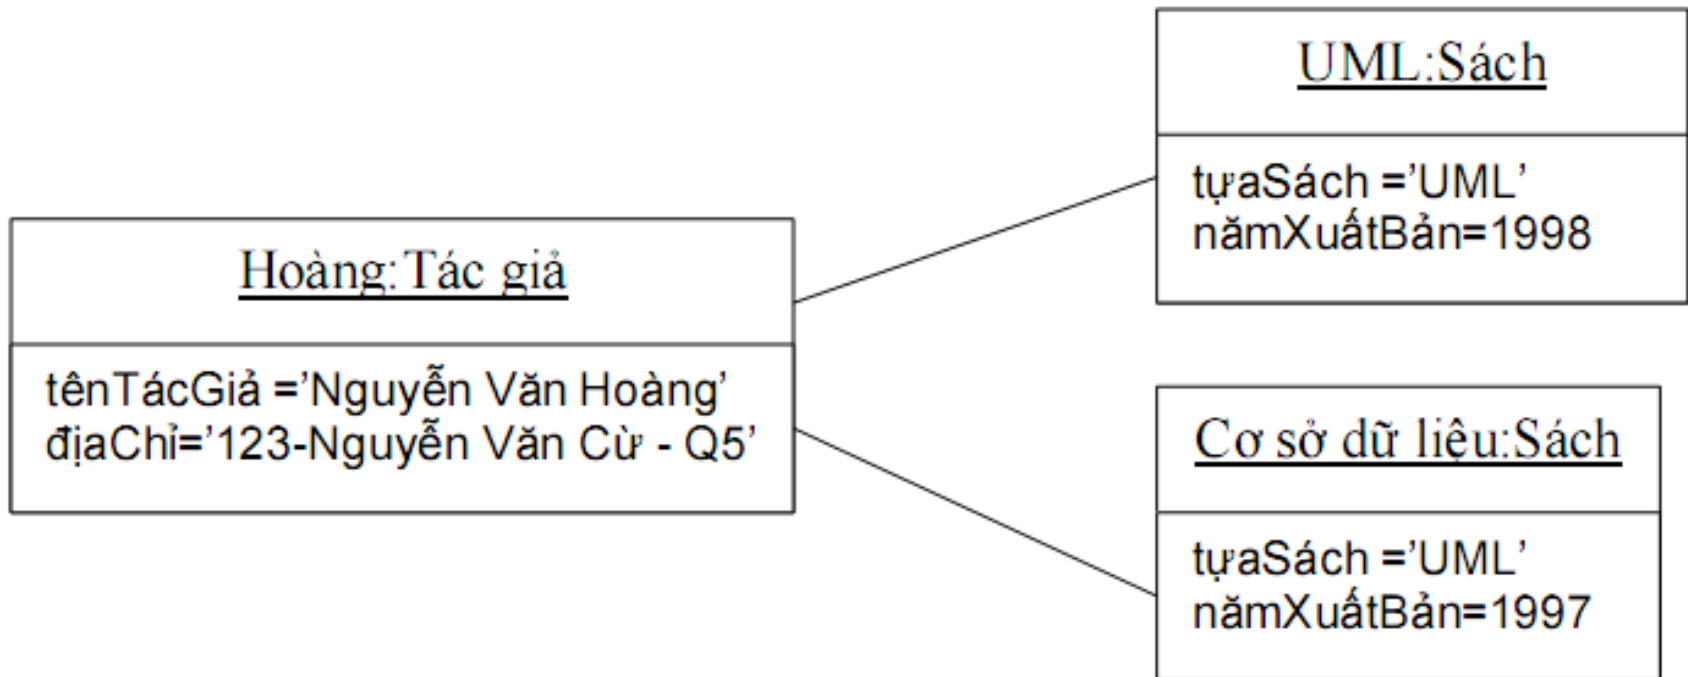 UML:Sách
tựaSách =’UML’
nămXuấtBản=1998
Hoàng:Tác giả
tênTácGiả =’Nguyễn Văn Hoàng’
địaChỉ=’123-Nguyễn Văn Cừ - Q5’
Cơ sở dữ liệu:Sách
tựaSách =’UML’
nămXuấtBản=1997